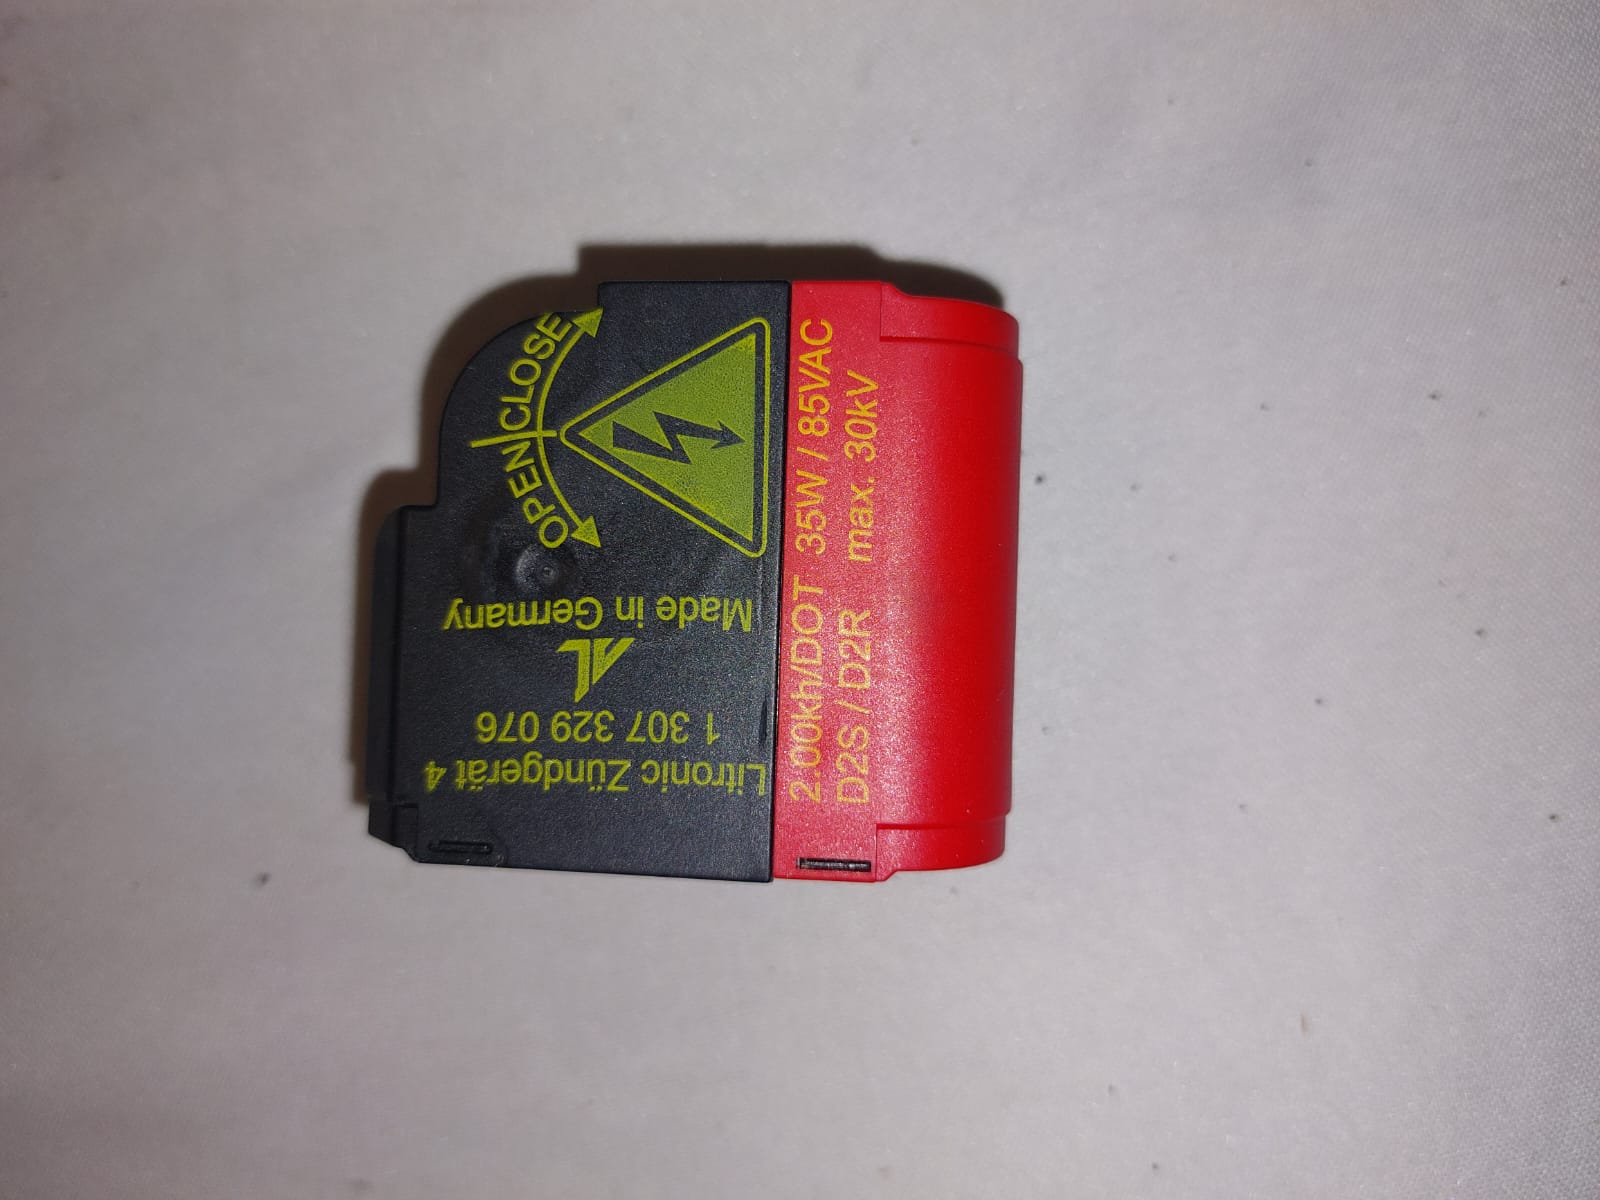 Litronic Zündgerät 4
1 307 329 076
AL
Made in Germany
OPEN CLOSE
2.00kh/DOT 35W / 85VAC
D2S / D2R max. 30kV